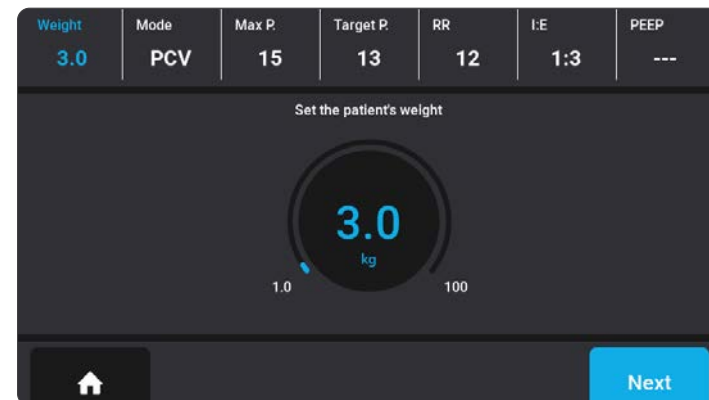 Weight Mode Max P. Target P. RR I:E PEEP
3.0 PCV 15 13 12 1:3 ---
Set the patient's weight
3.0
kg
1.0 100
Next